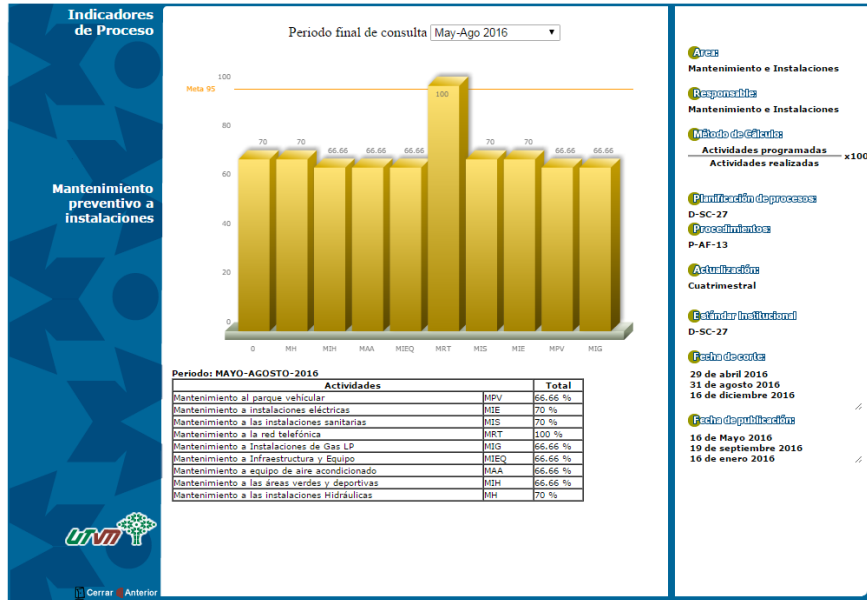 Indicadores
de Proceso
Mantenimiento
preventivo a
instalaciones
UTVM
Cerrar Anterior
Periodo final de consulta May-Ago 2016
100
Meta 95
80
60
40
20
0
70
70
66.66
66.66
66.66
100
70
70
66.66
66.66
0 MH MIH MAA MIEQ MRT MIS MIE MPV MIG
Periodo: MAYO-AGOSTO-2016
Actividades Total
Mantenimiento al parque vehícular MPV 66.66 %
Mantenimiento a instalaciones eléctricas MIE 70 %
Mantenimiento a las instalaciones sanitarias MIS 70 %
Mantenimiento a la red telefónica MRT 100 %
Mantenimiento a Instalaciones de Gas LP MIG 66.66 %
Mantenimiento a Infraestructura y Equipo MIEQ 66.66 %
Mantenimiento a equipo de aire acondicionado MAA 66.66 %
Mantenimiento a las áreas verdes y deportivas MIH 66.66 %
Mantenimiento a las instalaciones Hidráulicas MH 70 %
Área:
Mantenimiento e Instalaciones
Responsable:
Mantenimiento e Instalaciones
Método de Cálculo:
Actividades programadas
x100
Actividades realizadas
Planificación de procesos:
D-SC-27
Procedimientos:
P-AF-13
Actualización:
Cuatrimestral
Estándar Institucional
D-SC-27
Fecha de corte:
29 de abril 2016
31 de agosto 2016
16 de diciembre 2016
Fecha de publicación:
16 de Mayo 2016
19 de septiembre 2016
16 de enero 2016